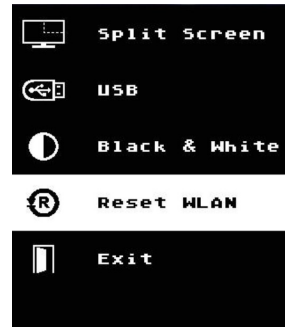 Split Screen
USB
Black & White
R
Reset WLAN
Exit